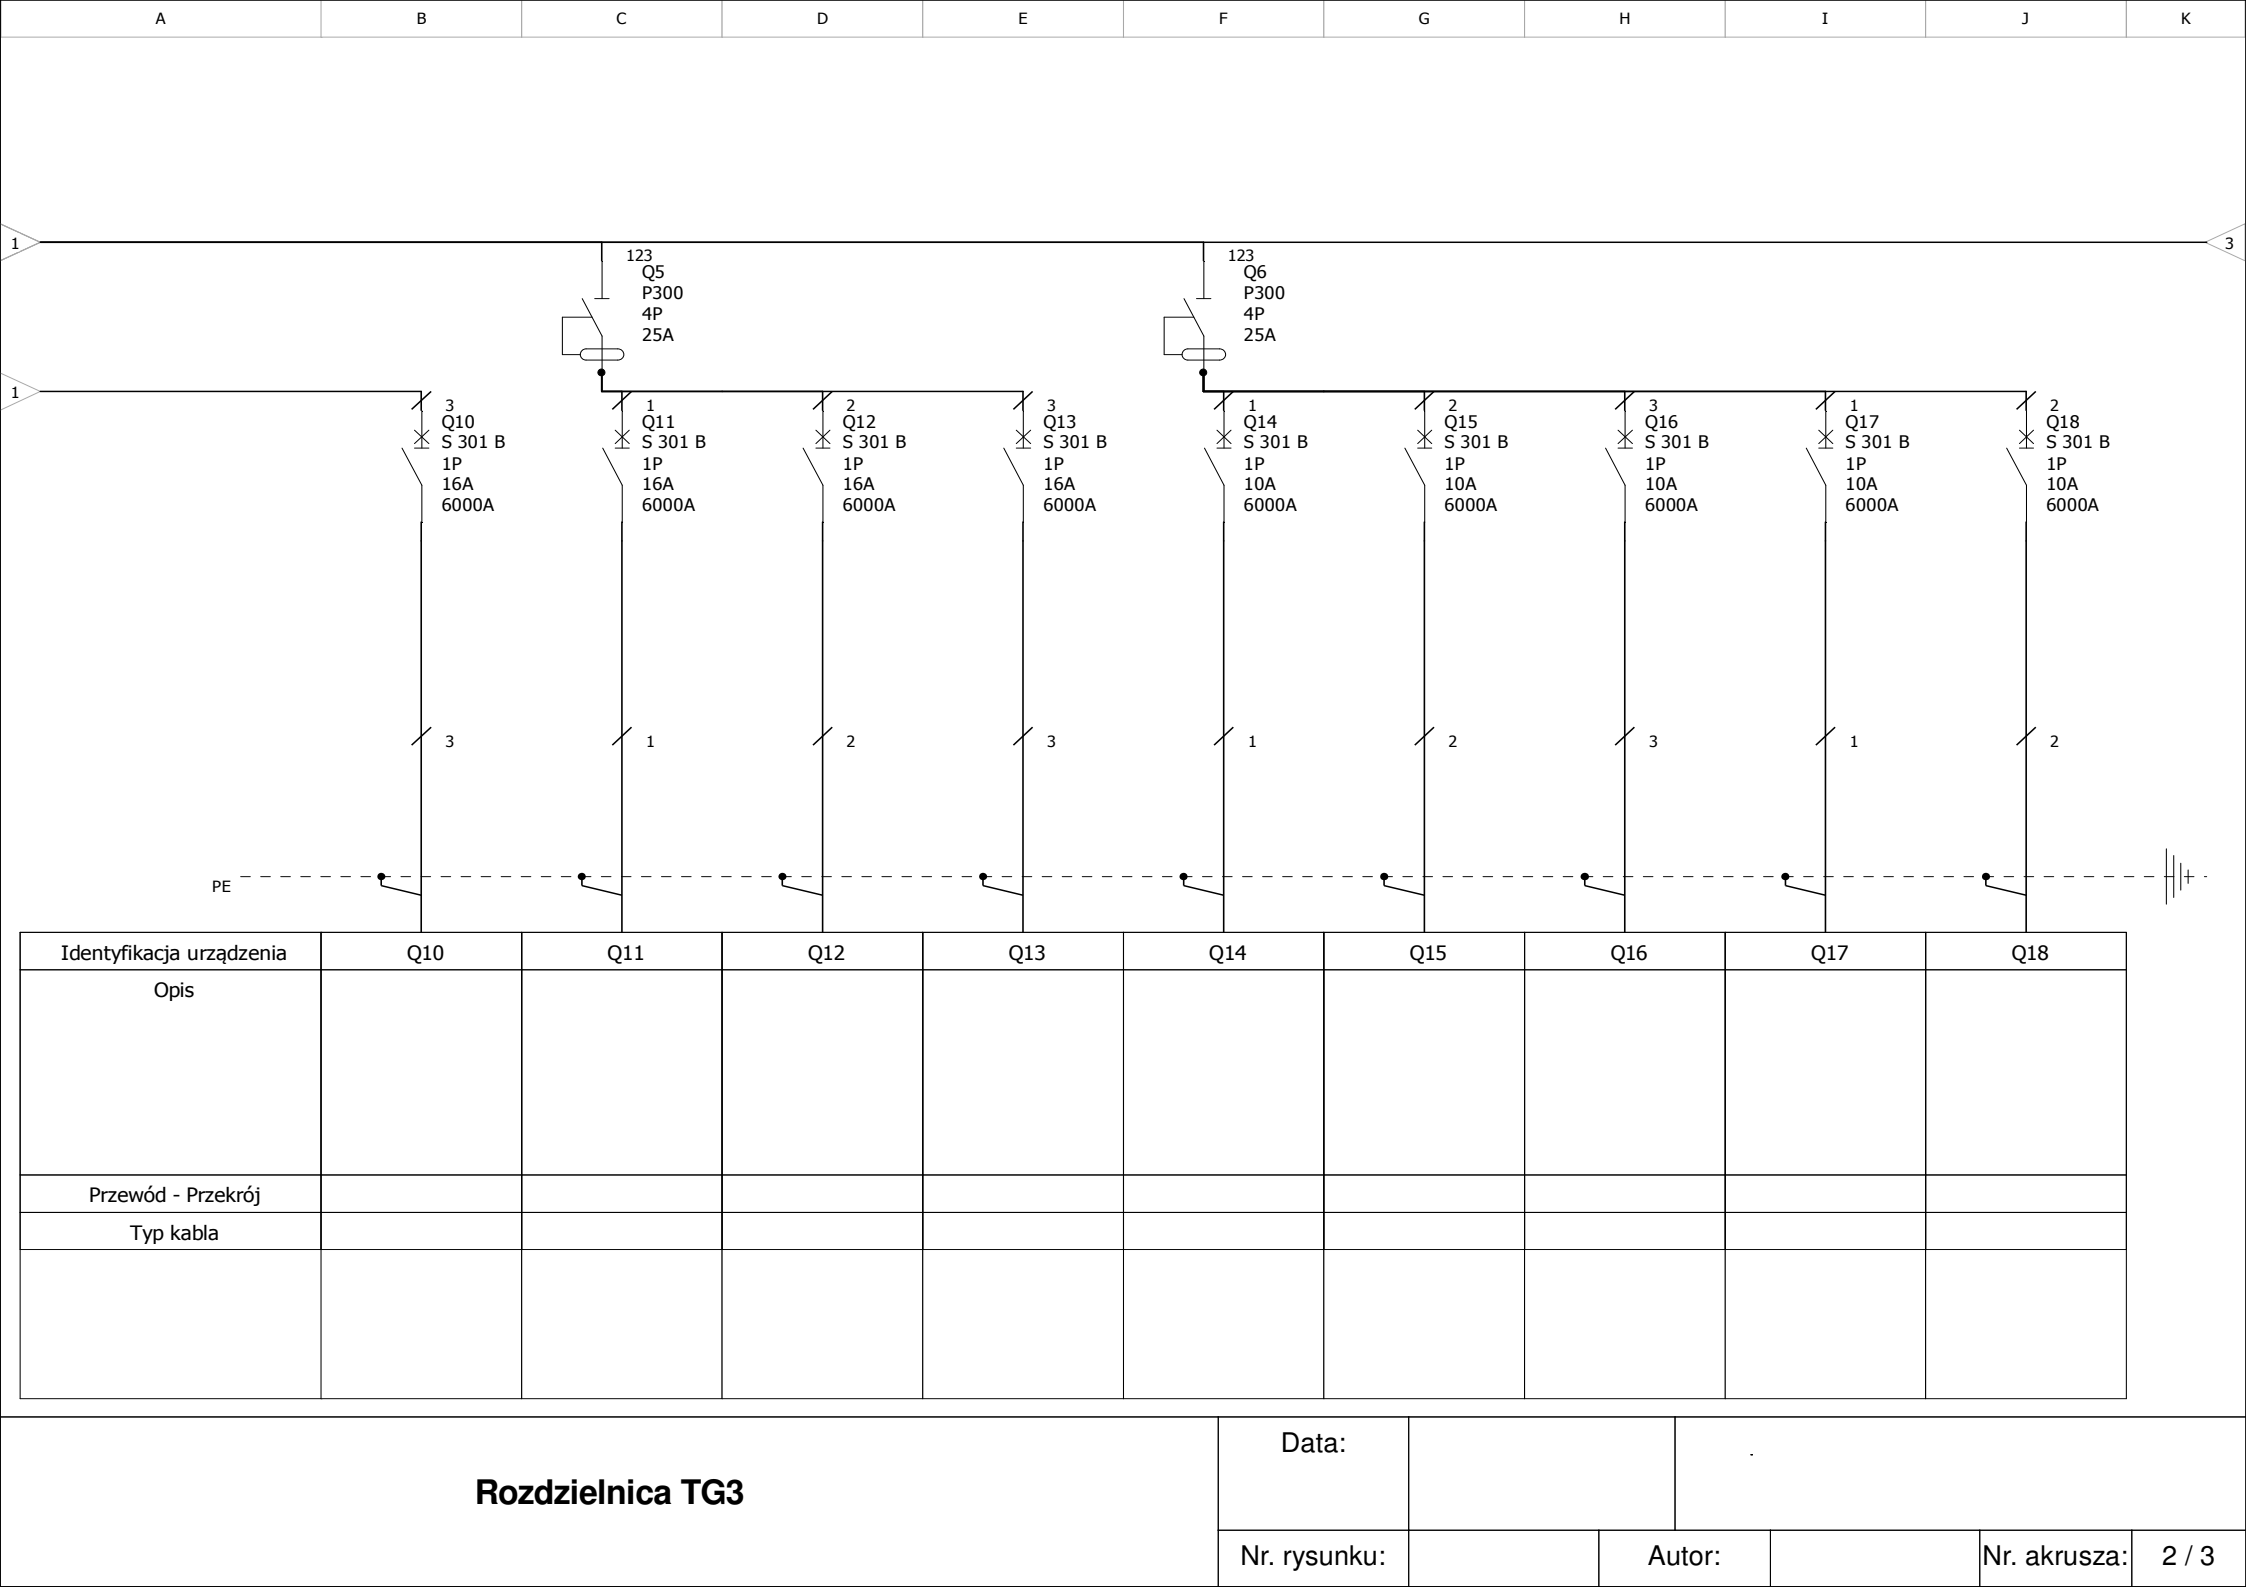 A B C D E F G H I J K
1 3
123 123
Q5 Q6
P300 P300
4P 4P
25A 25A
1
3 1 2 3 1 2 3 1 2
Q10 Q11 Q12 Q13 Q14 Q15 Q16 Q17 Q18
S 301 B S 301 B S 301 B S 301 B S 301 B S 301 B S 301 B S 301 B S 301 B
1P 1P 1P 1P 1P 1P 1P 1P 1P
16A 16A 16A 16A 10A 10A 10A 10A 10A
6000A 6000A 6000A 6000A 6000A 6000A 6000A 6000A 6000A
3 1 2 3 1 2 3 1 2
PE
Identyfikacja urządzenia Q10 Q11 Q12 Q13 Q14 Q15 Q16 Q17 Q18
Opis
Przewód - Przekrój
Typ kabla
Data: -
Rozdzielnica TG3
Nr. rysunku: Autor: Nr. akrusza: 2 / 3